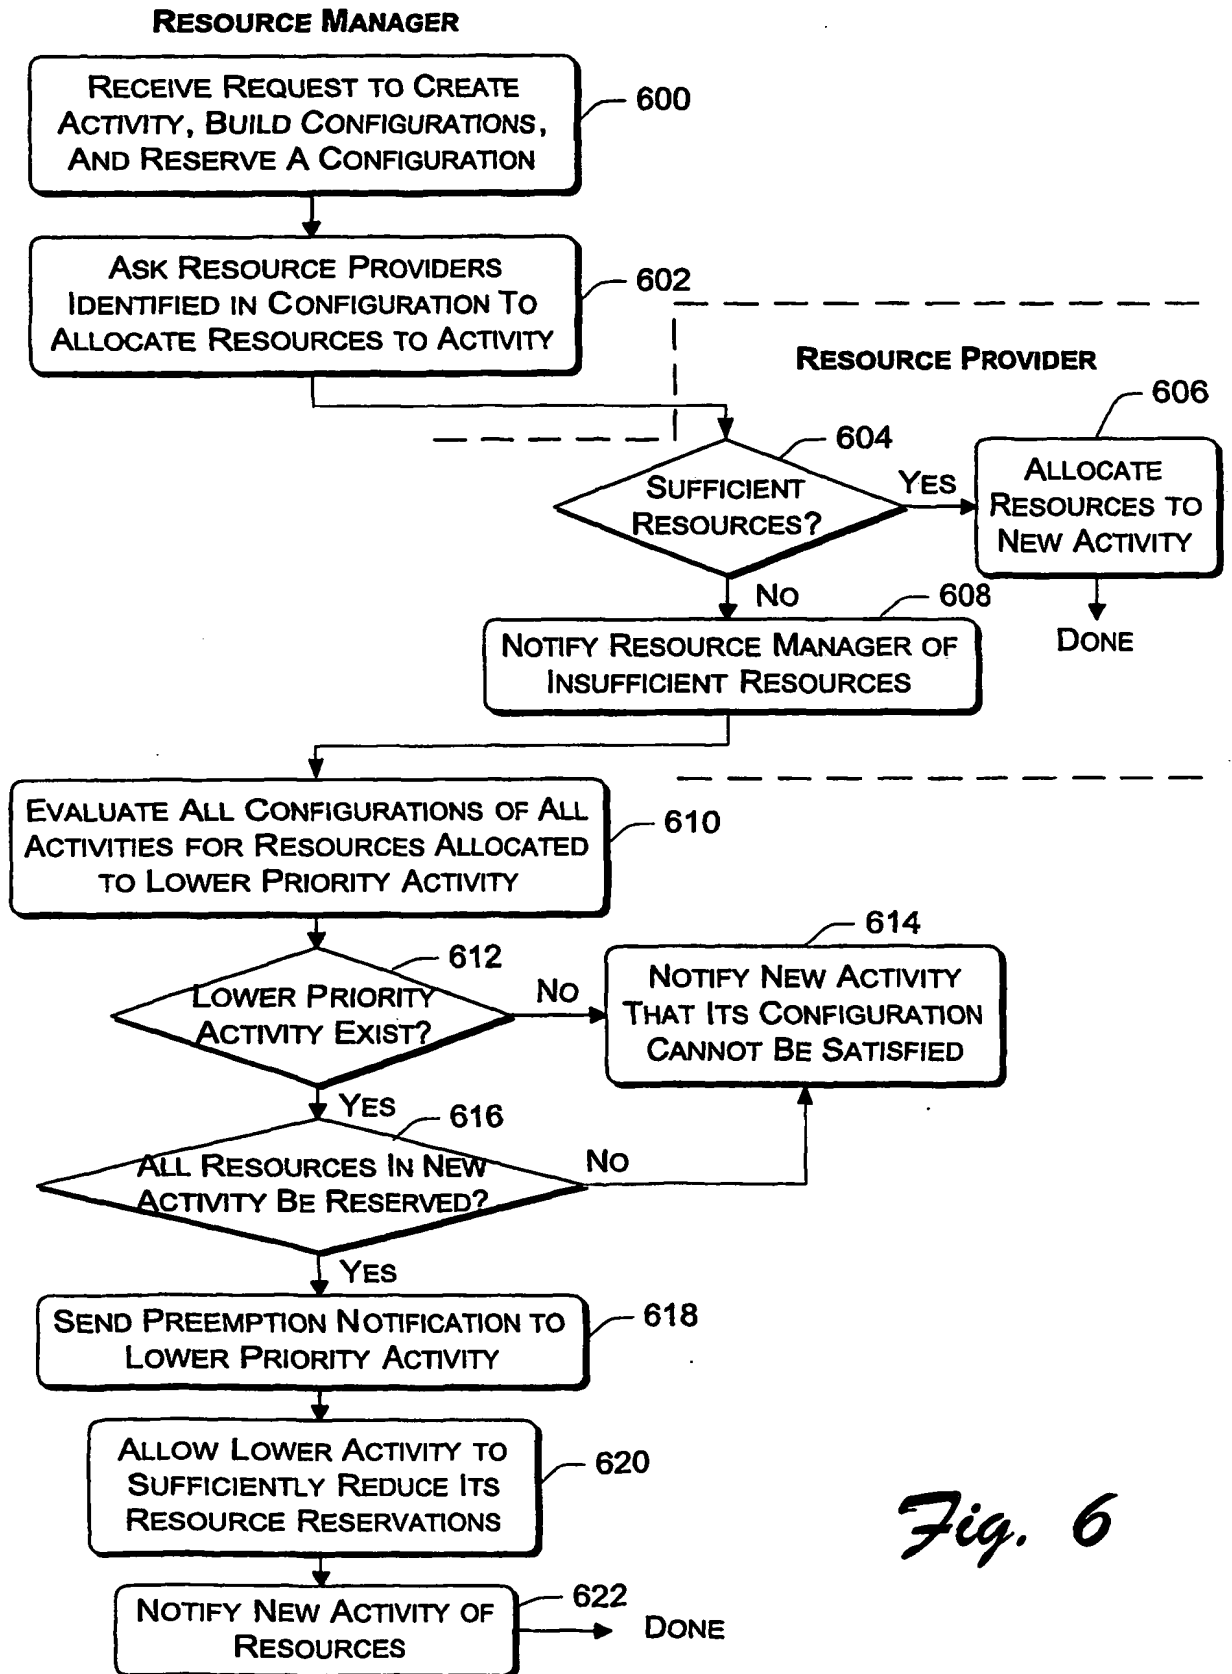 RESOURCE MANAGER
RECEIVE REQUEST TO CREATE
ACTIVITY, BUILD CONFIGURATIONS,
AND RESERVE A CONFIGURATION
600
ASK RESOURCE PROVIDERS
IDENTIFIED IN CONFIGURATION TO
ALLOCATE RESOURCES TO ACTIVITY
602
RESOURCE PROVIDER
604
SUFFICIENT
RESOURCES?
YES
606
ALLOCATE
RESOURCES TO
NEW ACTIVITY
DONE
NO
608
NOTIFY RESOURCE MANAGER OF
INSUFFICIENT RESOURCES
EVALUATE ALL CONFIGURATIONS OF ALL
ACTIVITIES FOR RESOURCES ALLOCATED
TO LOWER PRIORITY ACTIVITY
610
612
LOWER PRIORITY
ACTIVITY EXIST?
NO
614
NOTIFY NEW ACTIVITY
THAT ITS CONFIGURATION
CANNOT BE SATISFIED
YES
616
ALL RESOURCES IN NEW
ACTIVITY BE RESERVED?
NO
YES
SEND PREEMPTION NOTIFICATION TO
LOWER PRIORITY ACTIVITY
618
ALLOW LOWER ACTIVITY TO
SUFFICIENTLY REDUCE ITS
RESOURCE RESERVATIONS
620
NOTIFY NEW ACTIVITY OF
RESOURCES
622
DONE
Fig. 6